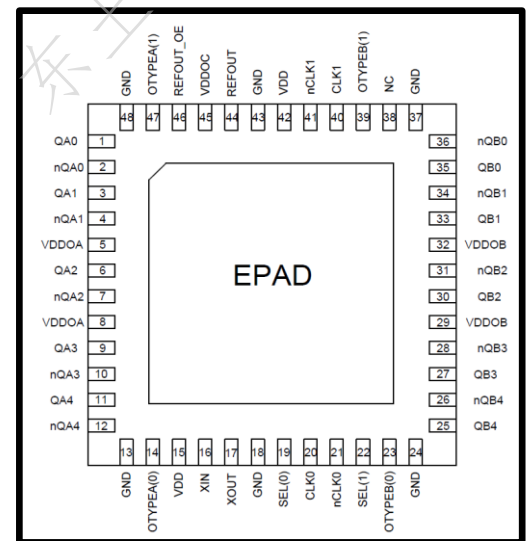 东土
GND OTYPEA(1) REFOUT_OE VDDOC REFOUT GND VDD nCLK1 CLK1 OTYPEB(1) NC GND
48 47 46 45 44 43 42 41 40 39 38 37
QA0 1 36 nQB0
nQA0 2 35 QB0
QA1 3 34 nQB1
nQA1 4 33 QB1
VDDOA 5 32 VDDOB
QA2 6 31 nQB2
nQA2 7 30 QB2
VDDOA 8 29 VDDOB
QA3 9 28 nQB3
nQA3 10 27 QB3
QA4 11 26 nQB4
nQA4 12 25 QB4
EPAD
13 14 15 16 17 18 19 20 21 22 23 24
GND OTYPEA(0) VDD XIN XOUT GND SEL(0) CLK0 nCLK0 SEL(1) OTYPEB(0) GND